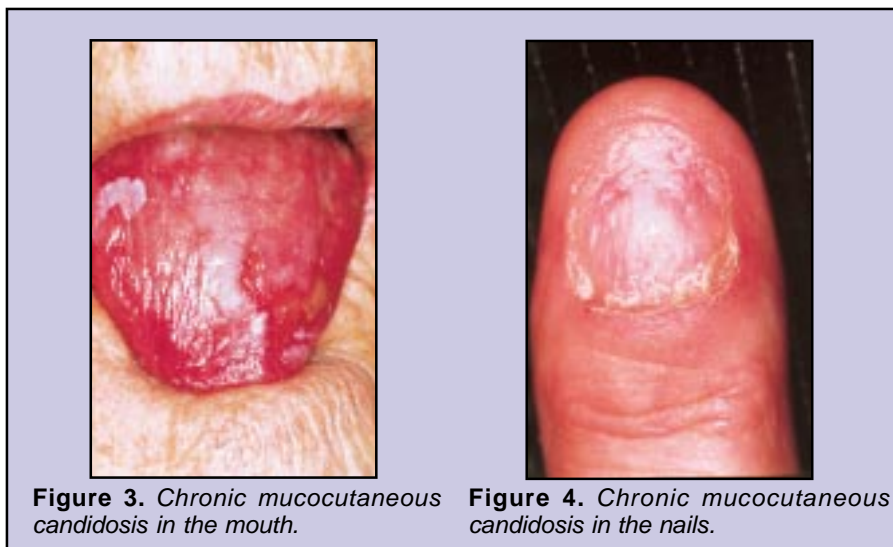 Figure 3. Chronic mucocutaneous
candidosis in the mouth.
Figure 4. Chronic mucocutaneous
candidosis in the nails.